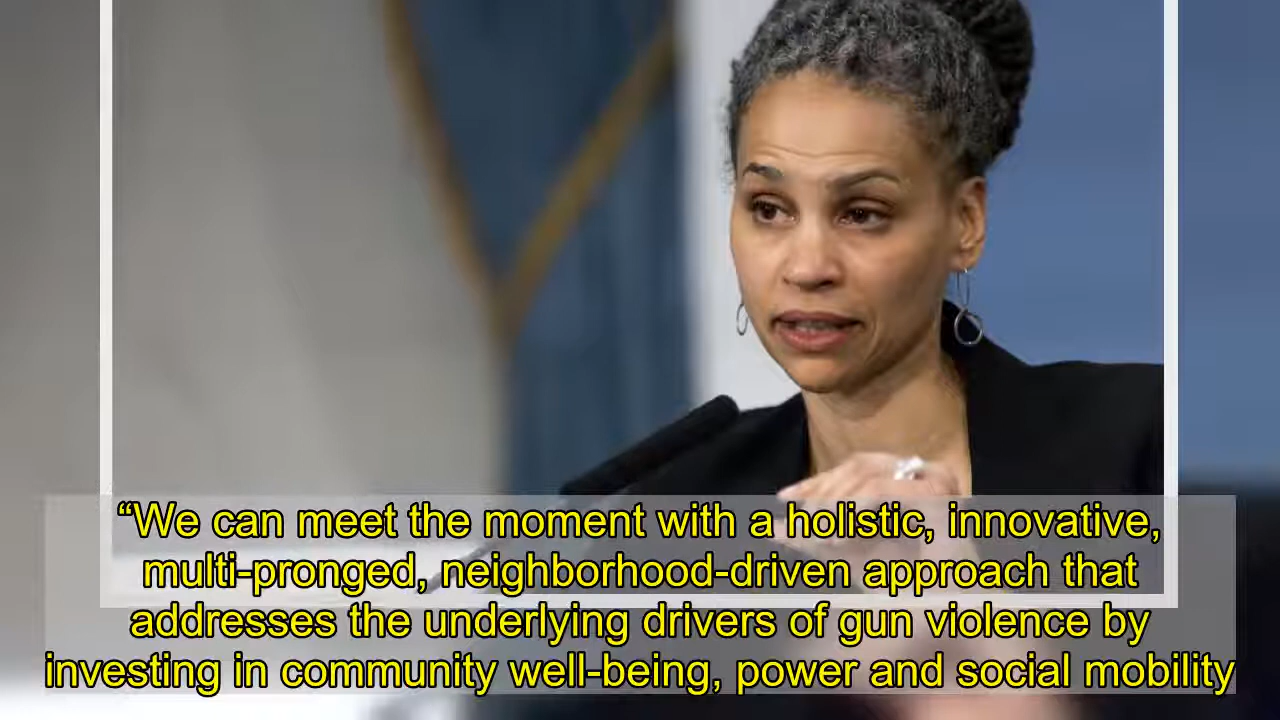 “We can meet the moment with a holistic, innovative,
multi-pronged, neighborhood-driven approach that
addresses the underlying drivers of gun violence by
investing in community well-being, power and social mobility